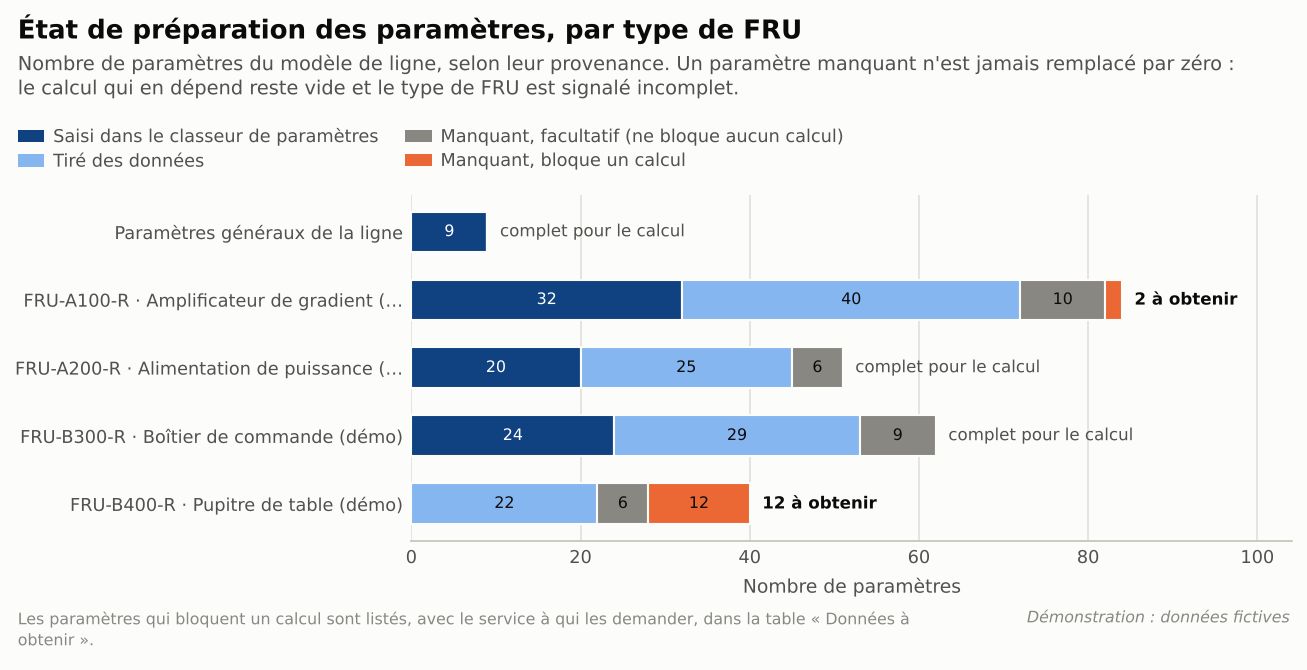 État de préparation des paramètres, par type de FRU
Nombre de paramètres du modèle de ligne, selon leur provenance. Un paramètre manquant n'est jamais remplacé par zéro :
le calcul qui en dépend reste vide et le type de FRU est signalé incomplet.
Saisi dans le classeur de paramètres
Manquant, facultatif (ne bloque aucun calcul)
Tiré des données
Manquant, bloque un calcul
Paramètres généraux de la ligne
9
complet pour le calcul
FRU-A100-R · Amplificateur de gradient (…
32
40
10
2 à obtenir
FRU-A200-R · Alimentation de puissance (…
20
25
6
complet pour le calcul
FRU-B300-R · Boîtier de commande (démo)
24
29
9
complet pour le calcul
FRU-B400-R · Pupitre de table (démo)
22
6
12
12 à obtenir
0
20
40
60
80
100
Nombre de paramètres
Les paramètres qui bloquent un calcul sont listés, avec le service à qui les demander, dans la table « Données à
obtenir ».
Démonstration : données fictives